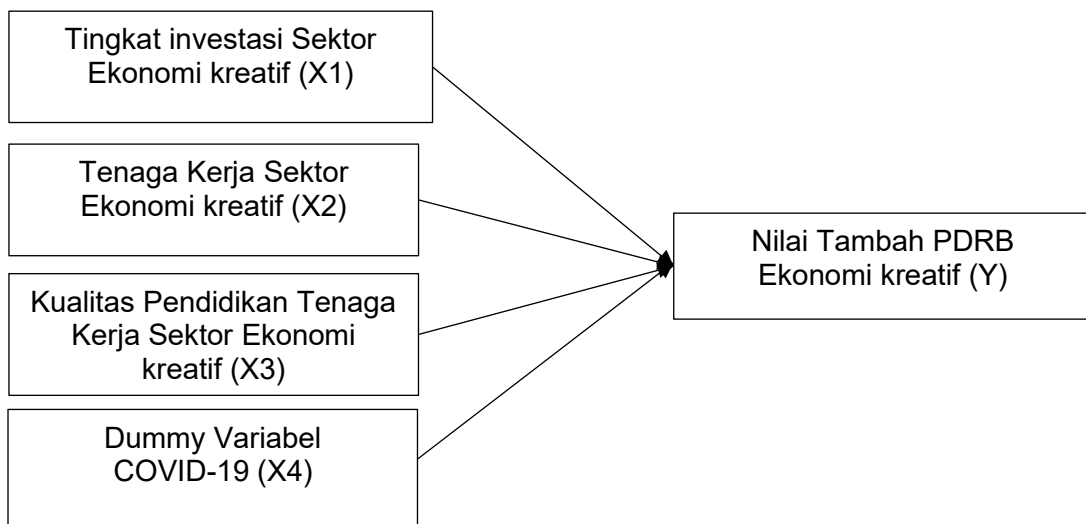 Tingkat investasi Sektor
Ekonomi kreatif (X1)
Tenaga Kerja Sektor
Ekonomi kreatif (X2)
Kualitas Pendidikan Tenaga
Kerja Sektor Ekonomi
kreatif (X3)
Dummy Variabel
COVID-19 (X4)
Nilai Tambah PDRB
Ekonomi kreatif (Y)